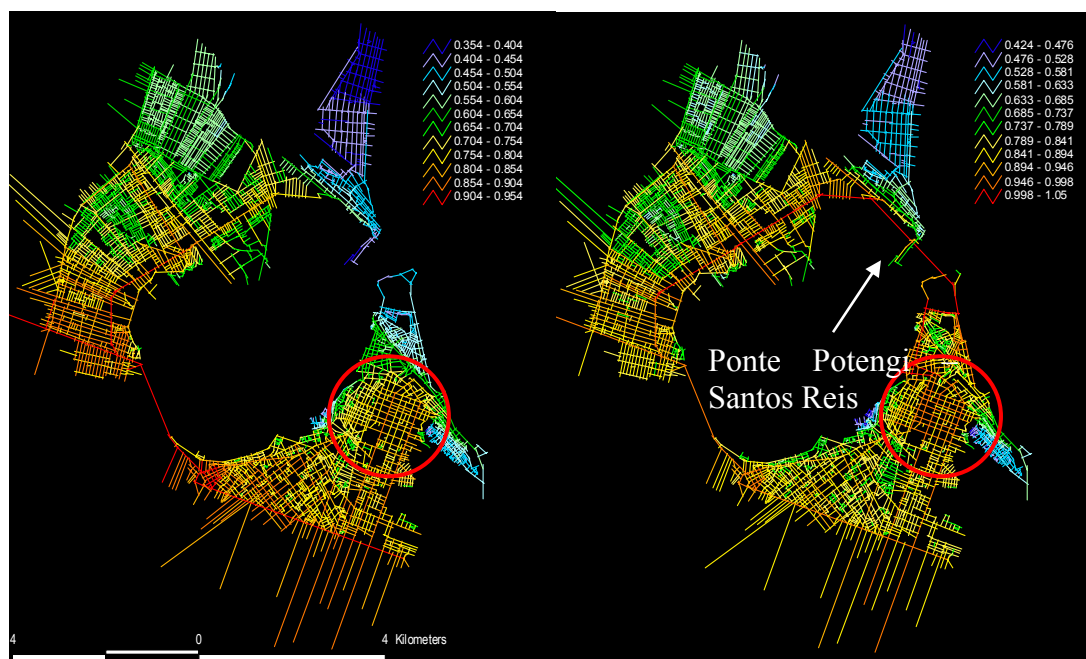 0.354 - 0.404
0.404 - 0.454
0.454 - 0.504
0.504 - 0.554
0.554 - 0.604
0.604 - 0.654
0.654 - 0.704
0.704 - 0.754
0.754 - 0.804
0.804 - 0.854
0.854 - 0.904
0.904 - 0.954
4 0 4 Kilometers
0.424 - 0.476
0.476 - 0.528
0.528 - 0.581
0.581 - 0.633
0.633 - 0.685
0.685 - 0.737
0.737 - 0.789
0.789 - 0.841
0.841 - 0.894
0.894 - 0.946
0.946 - 0.998
0.998 - 1.05
Ponte Potengi
Santos Reis